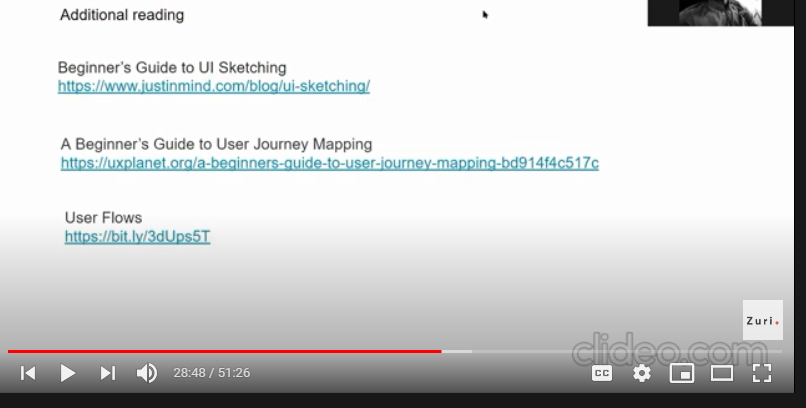 Additional reading
Beginner's Guide to UI Sketching
https://www.justinmind.com/blog/ui-sketching/
A Beginner's Guide to User Journey Mapping
https://uxplanet.org/a-beginners-guide-to-user-journey-mapping-bd914f4c517c
User Flows
https://bit.ly/3dUps5T
Zuri.
clideo.com
28:48 / 51:26
CC